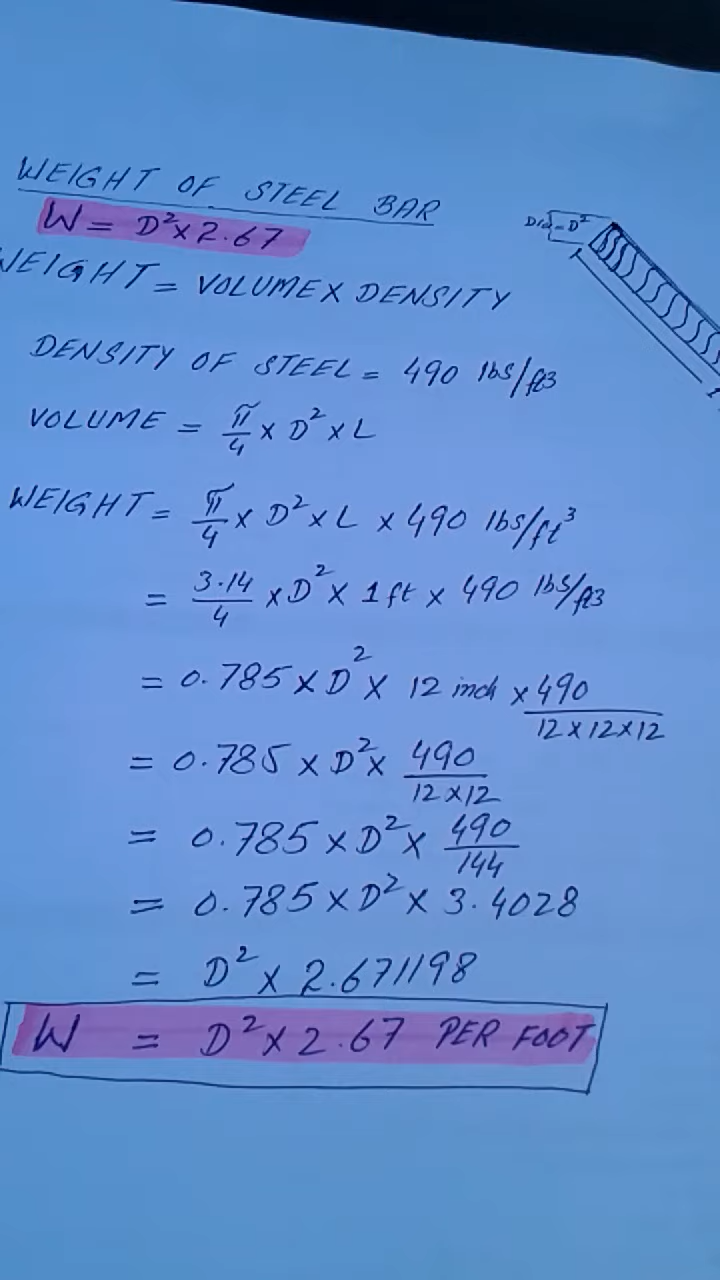 WEIGHT OF STEEL BAR
W = D²x2.67
Dia = D²
WEIGHT = VOLUME X DENSITY
DENSITY OF STEEL = 490 lbs/ft3
VOLUME = π/4 x D² x L
WEIGHT = π/4 x D² x L x 490 lbs/ft³
= 3.14/4 x D² x 1 ft x 490 lbs/ft3
= 0.785 x D² x 12 inch x 490/12x12x12
= 0.785 x D² x 490/12x12
= 0.785 x D² x 490/144
= 0.785 x D² x 3.4028
= D² x 2.671198
W = D² x 2.67 PER FOOT